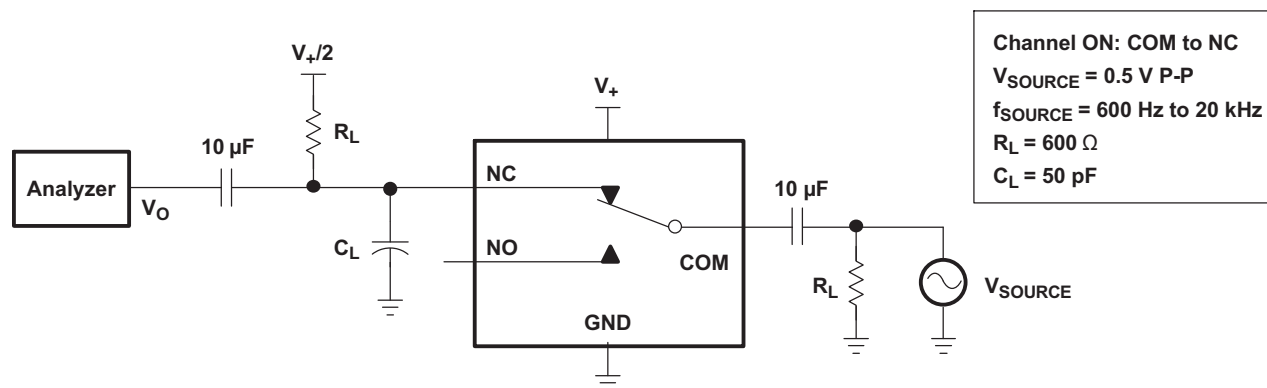 V+/2
V+
RL
10 µF
Analyzer
VO
CL
NC
NO
COM
GND
10 µF
RL
VSOURCE
Channel ON: COM to NC
VSOURCE = 0.5 V P-P
fSOURCE = 600 Hz to 20 kHz
RL = 600 Ω
CL = 50 pF